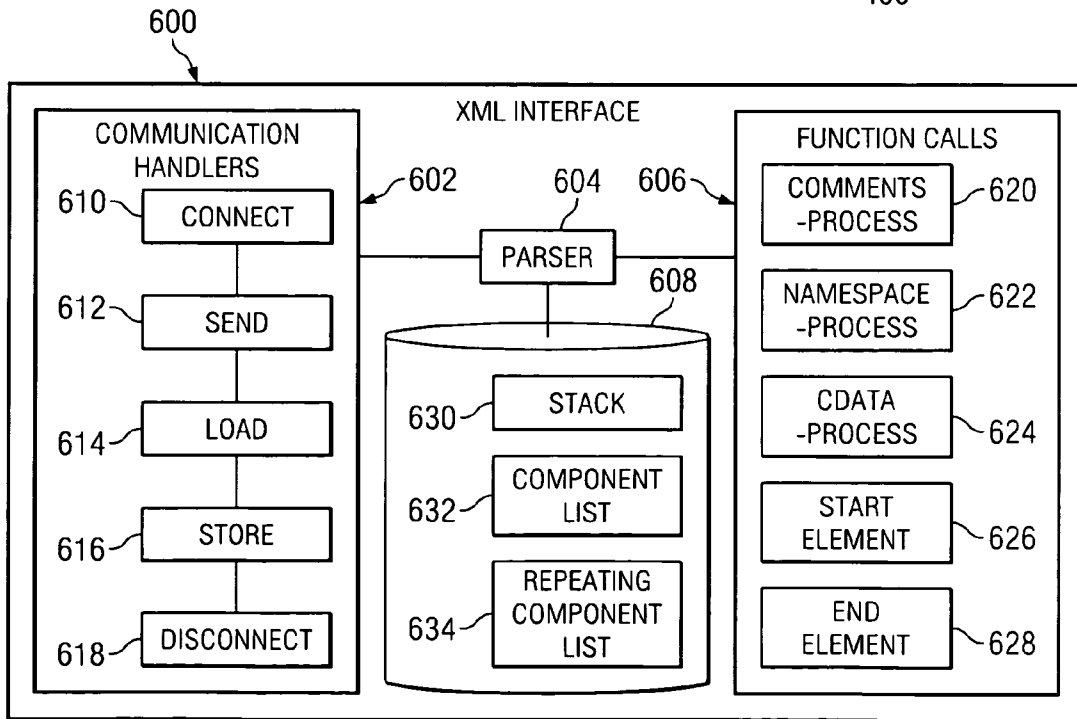 600
XML INTERFACE
COMMUNICATION
HANDLERS
602
610
CONNECT
612
SEND
614
LOAD
616
STORE
618
DISCONNECT
604
PARSER
608
630
STACK
632
COMPONENT
LIST
634
REPEATING
COMPONENT
LIST
606
FUNCTION CALLS
COMMENTS
-PROCESS
620
NAMESPACE
-PROCESS
622
CDATA
-PROCESS
624
START
ELEMENT
626
END
ELEMENT
628